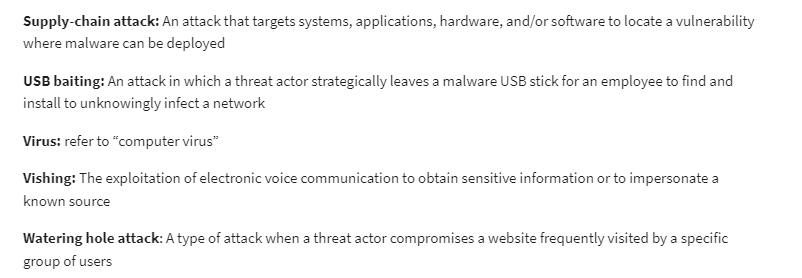 Supply-chain attack: An attack that targets systems, applications, hardware, and/or software to locate a vulnerability
where malware can be deployed
USB baiting: An attack in which a threat actor strategically leaves a malware USB stick for an employee to find and
install to unknowingly infect a network
Virus: refer to “computer virus”
Vishing: The exploitation of electronic voice communication to obtain sensitive information or to impersonate a
known source
Watering hole attack: A type of attack when a threat actor compromises a website frequently visited by a specific
group of users